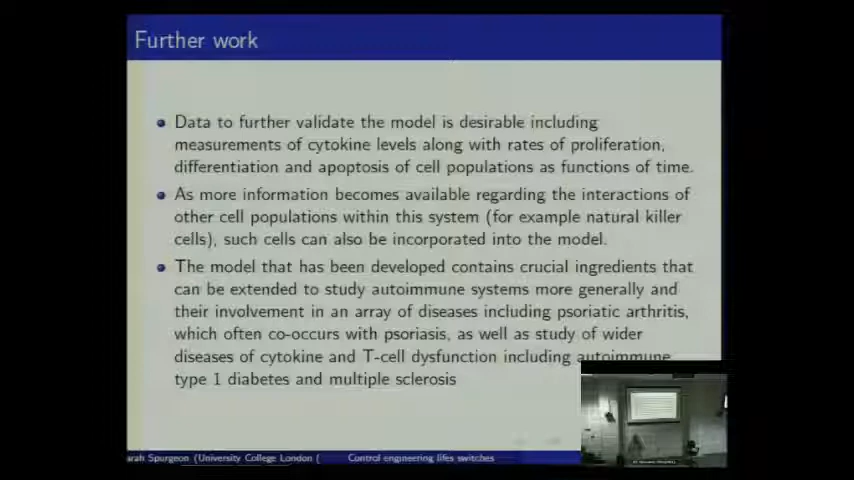 Further work
Data to further validate the model is desirable including
measurements of cytokine levels along with rates of proliferation,
differentiation and apoptosis of cell populations as functions of time.
As more information becomes available regarding the interactions of
other cell populations within this system (for example natural killer
cells), such cells can also be incorporated into the model.
The model that has been developed contains crucial ingredients that
can be extended to study autoimmune systems more generally and
their involvement in an array of diseases including psoriatic arthritis,
which often co-occurs with psoriasis, as well as study of wider
diseases of cytokine and T-cell dysfunction including autoimmune
type 1 diabetes and multiple sclerosis
arah Spurgeon (University College London ( Control engineering lifes switches